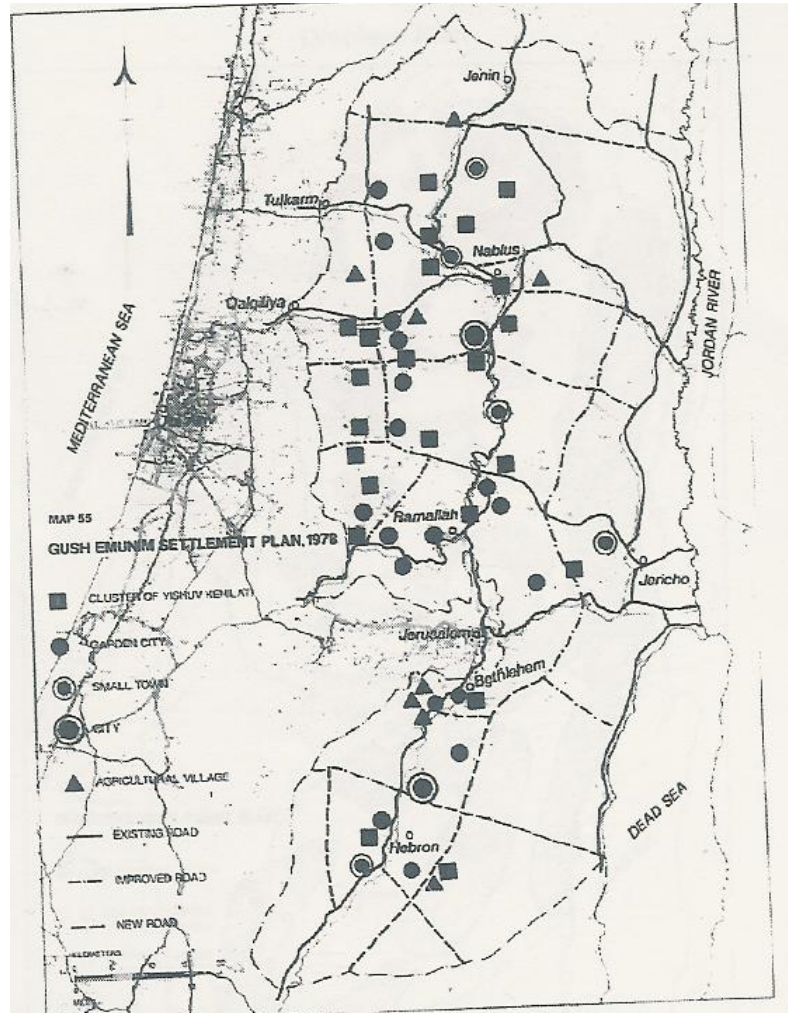 Jenin
Tulkarm
Nablus
Qalqiliya
JORDAN RIVER
MEDITERRANEAN SEA
MAP 55
GUSH EMUNIM SETTLEMENT PLAN, 1978
Ramallah
CLUSTER OF YISHUV KEHILATI
Jericho
GARDEN CITY
Jerusalem
SMALL TOWN
Bethlehem
CITY
AGRICULTURAL VILLAGE
DEAD SEA
EXISTING ROAD
Hebron
IMPROVED ROAD
NEW ROAD
KILOMETERS
MILES